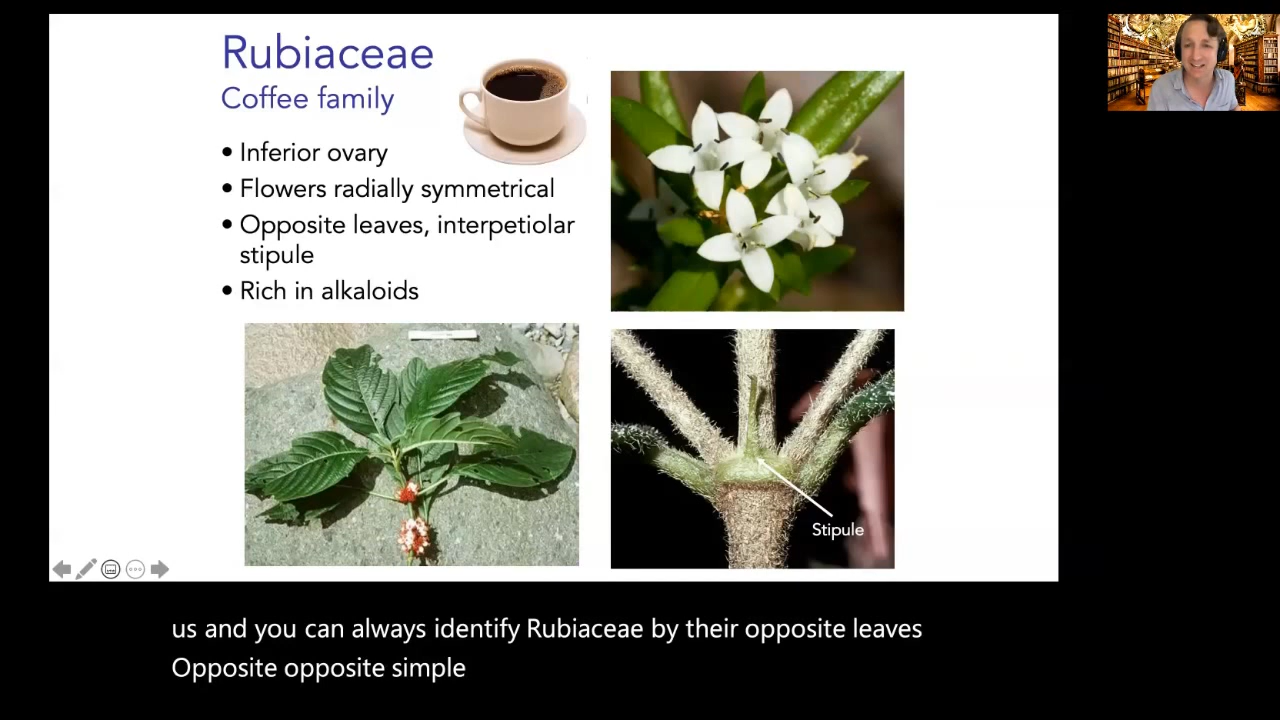 Rubiaceae
Coffee family
• Inferior ovary
• Flowers radially symmetrical
• Opposite leaves, interpetiolar
stipule
• Rich in alkaloids
Stipule
us and you can always identify Rubiaceae by their opposite leaves
Opposite opposite simple